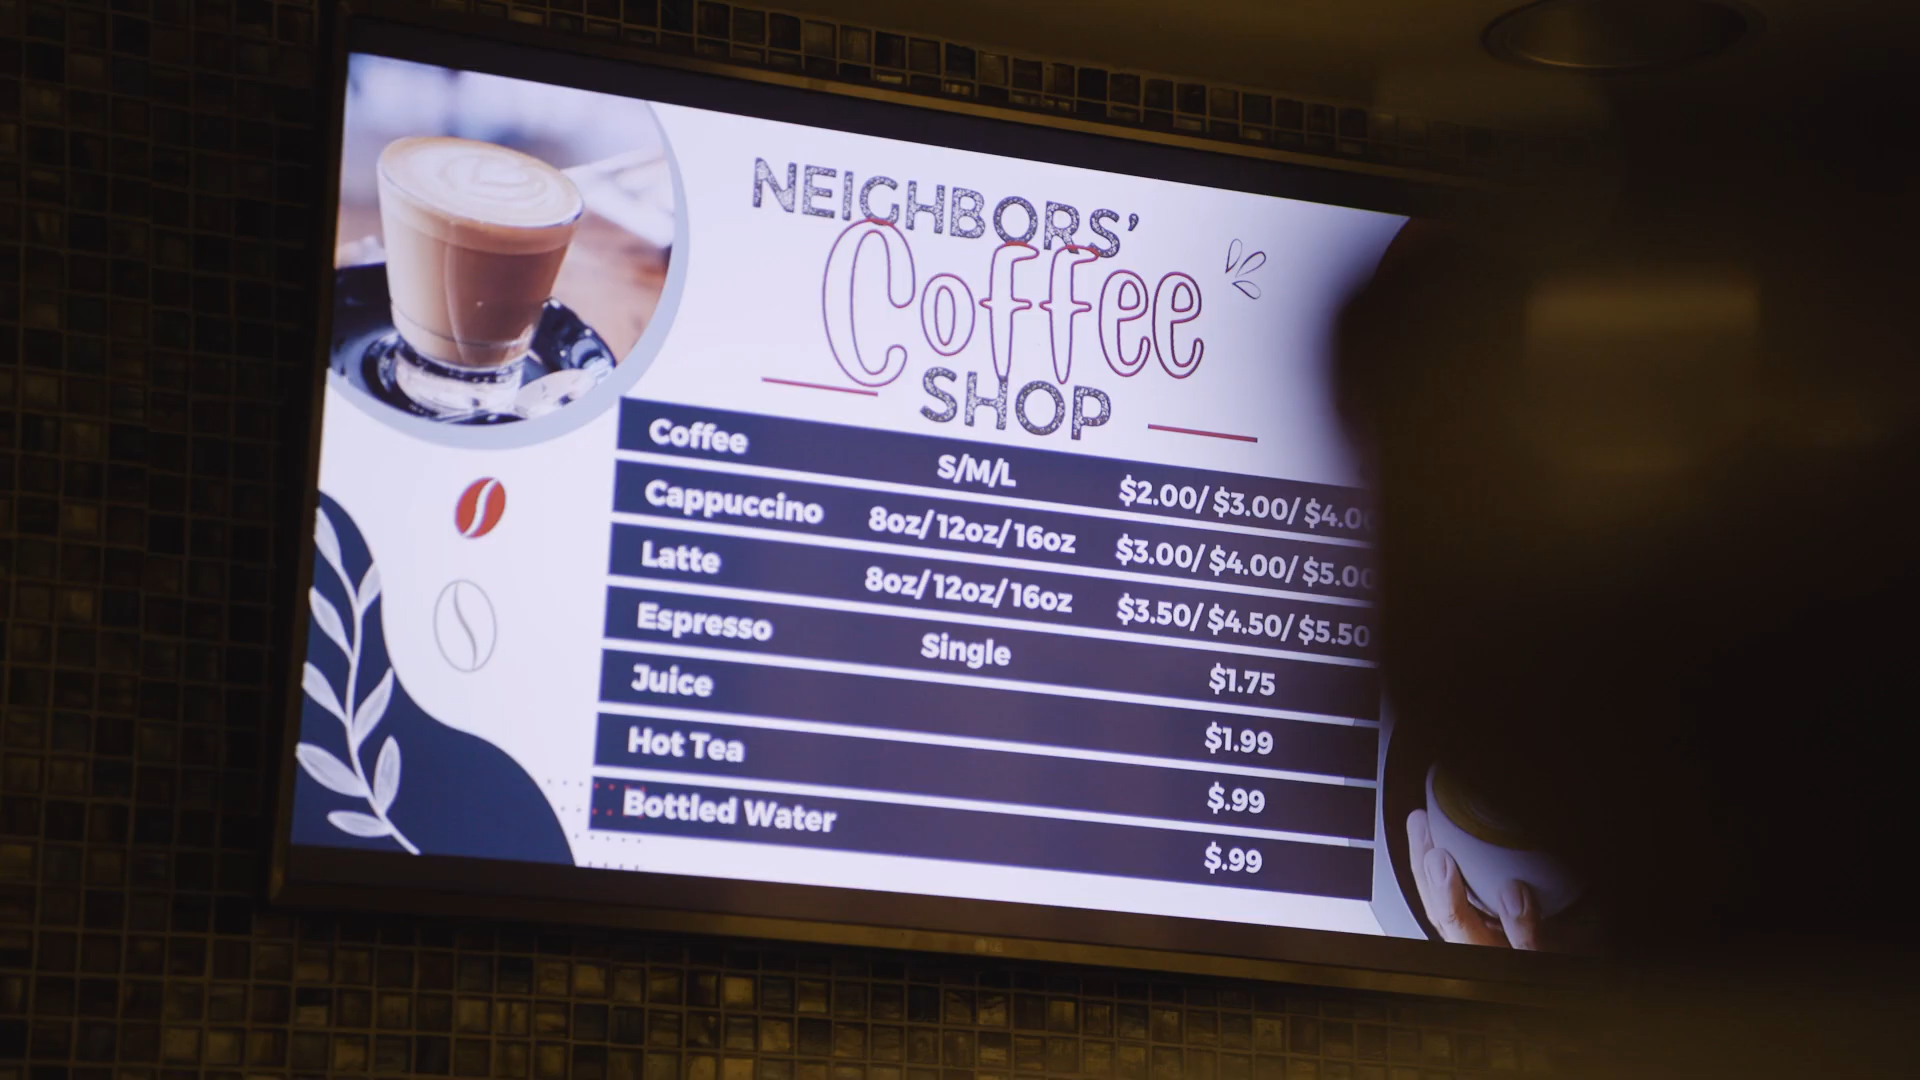 NEIGHBORS'
Coffee
SHOP
Coffee S/M/L $2.00/ $3.00/ $4.00
Cappuccino 8oz/ 12oz/ 16oz $3.00/ $4.00/ $5.00
Latte 8oz/ 12oz/ 16oz $3.50/ $4.50/ $5.50
Espresso Single $1.75
Juice $1.99
Hot Tea $.99
Bottled Water $.99